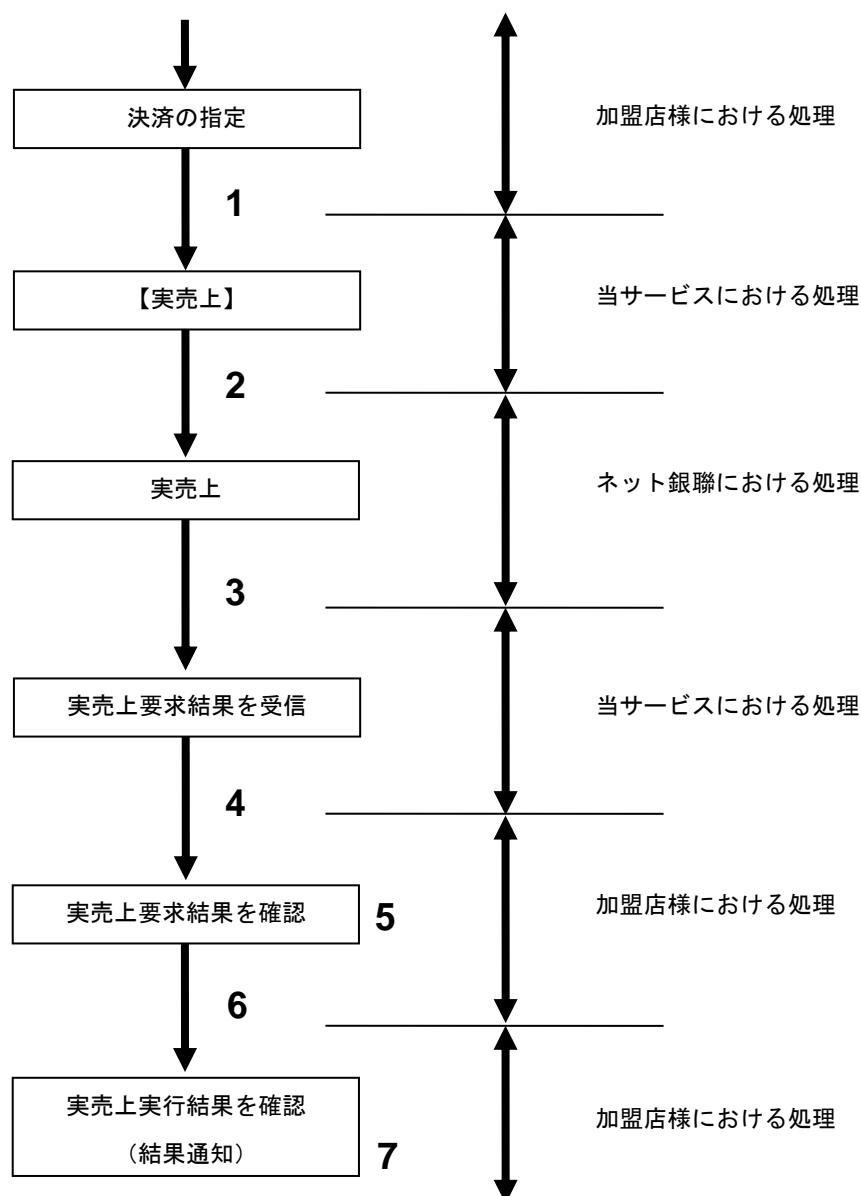 決済の指定
加盟店様における処理
1
【実売上】
当サービスにおける処理
2
実売上
ネット銀聯における処理
3
実売上要求結果を受信
当サービスにおける処理
4
実売上要求結果を確認
5
加盟店様における処理
6
実売上実行結果を確認
(結果通知)
7
加盟店様における処理